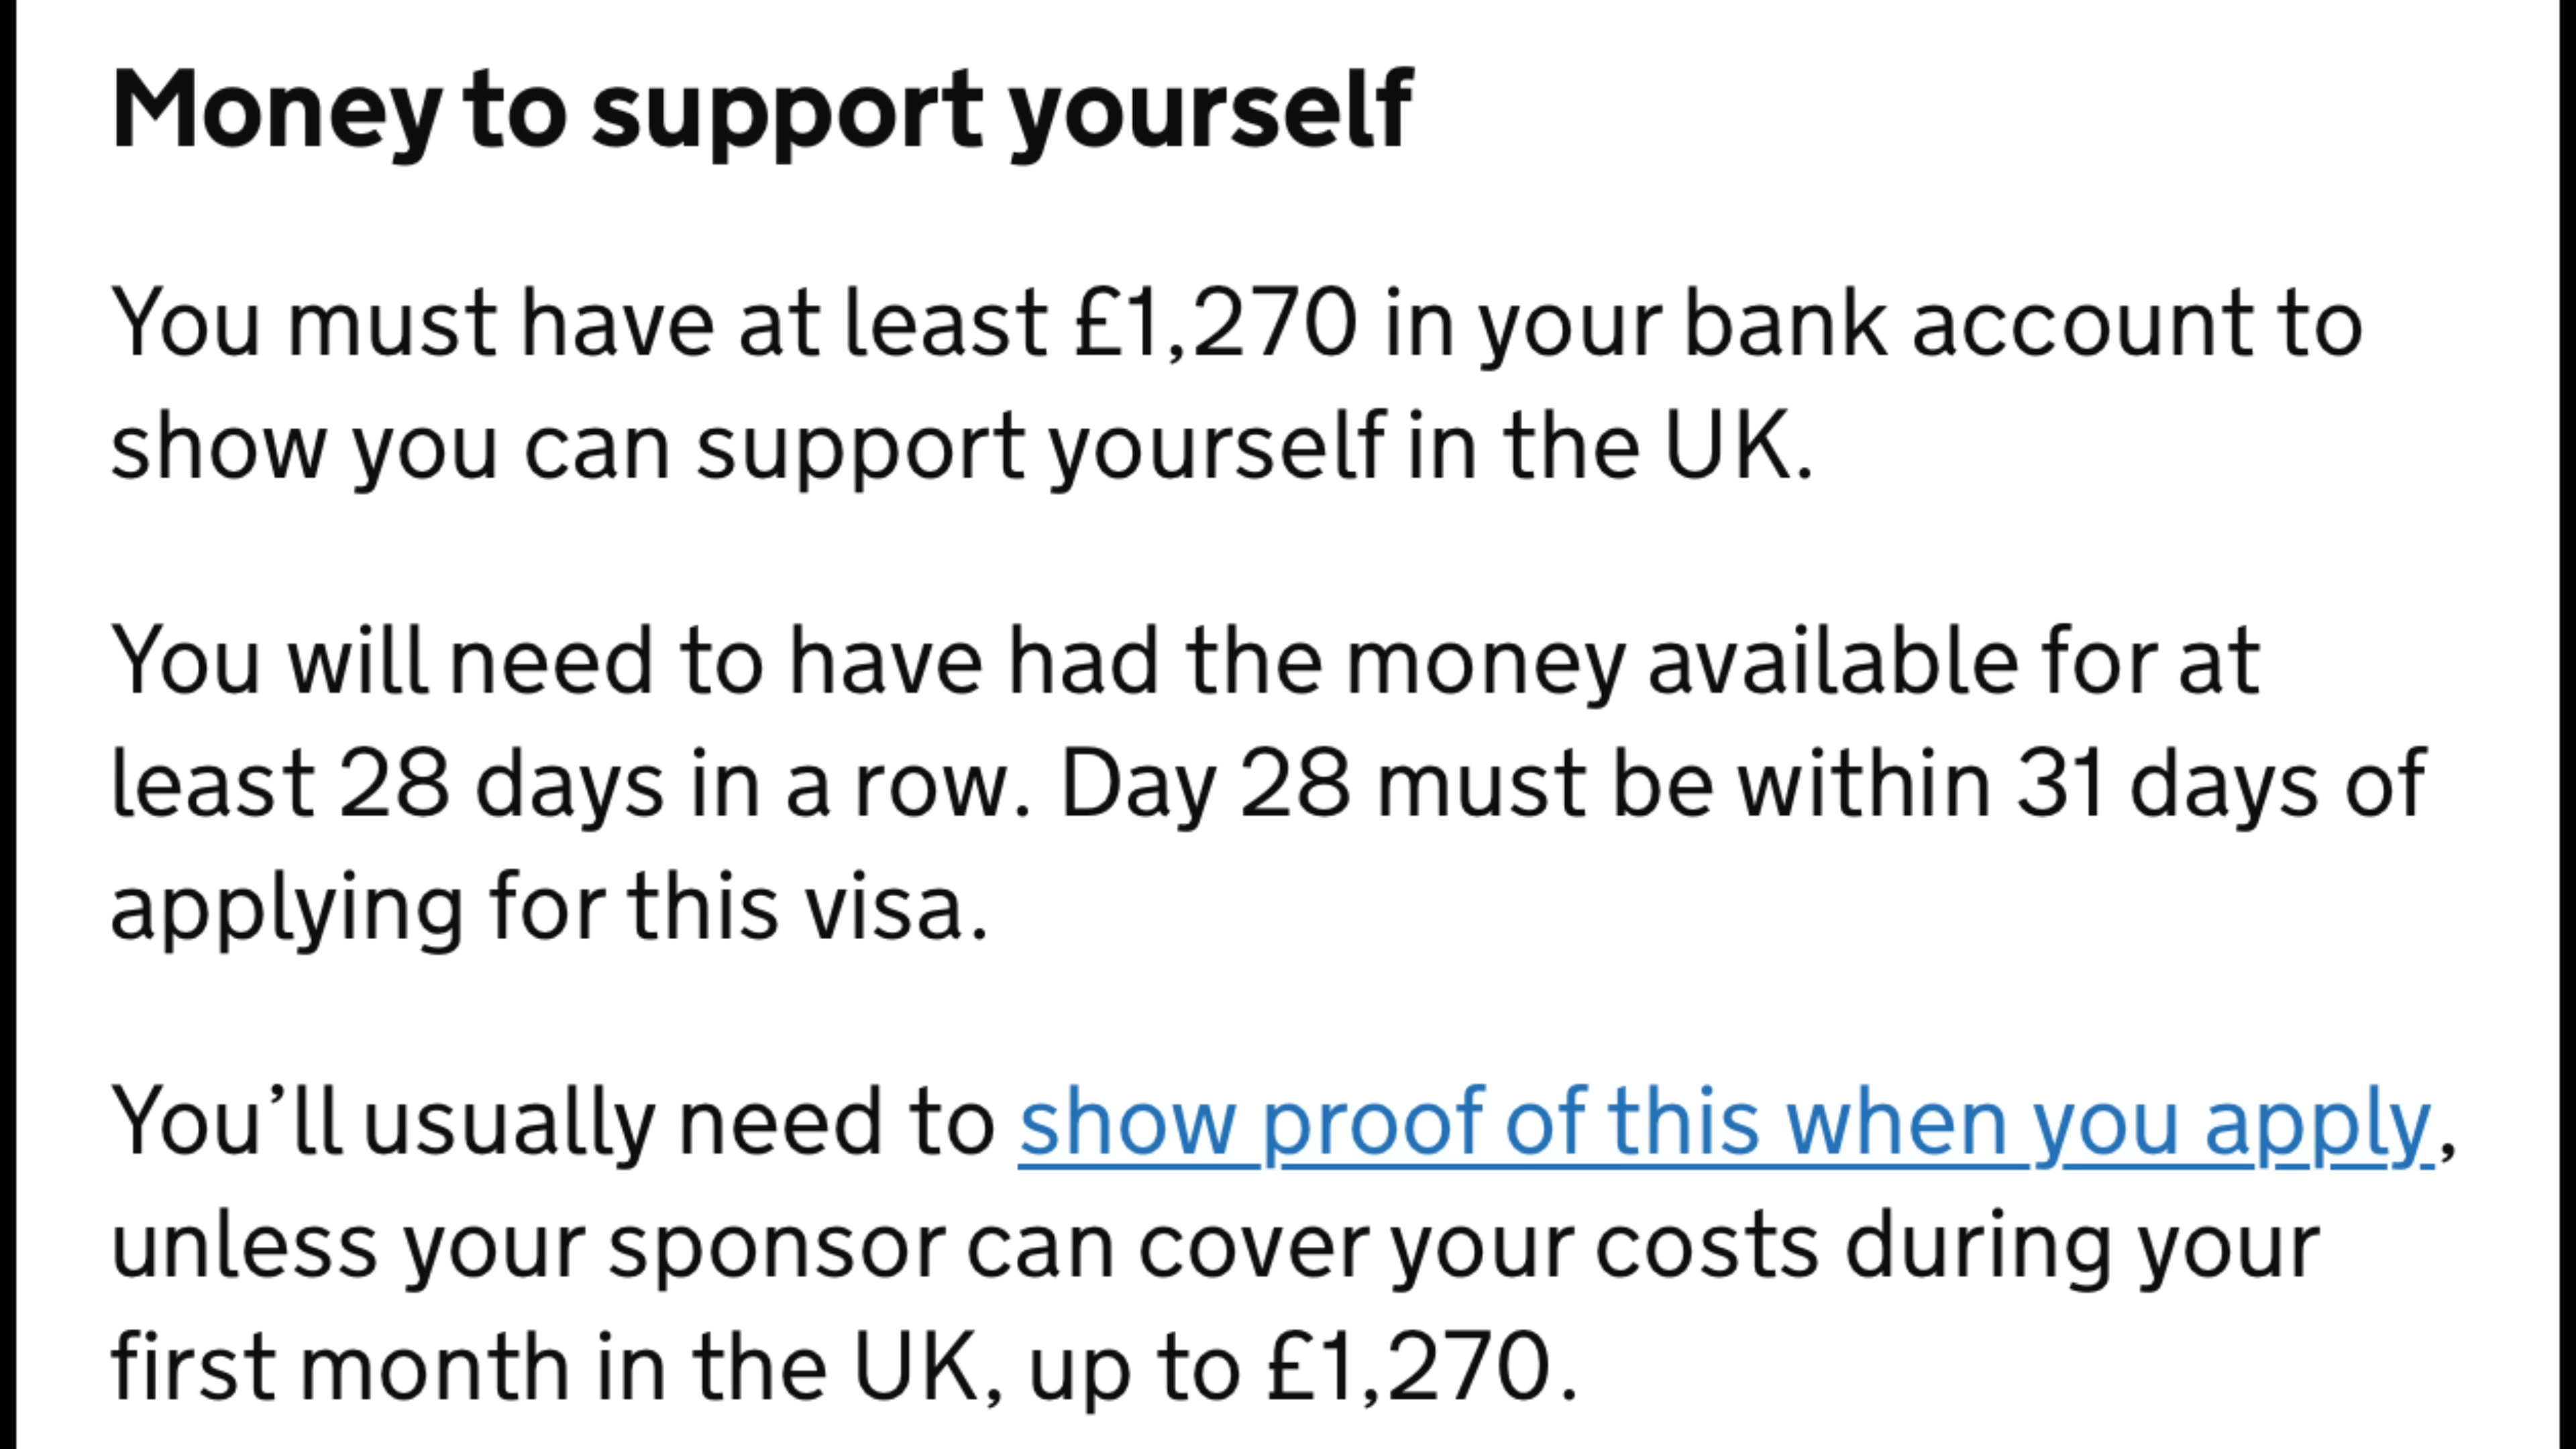 Money to support yourself
You must have at least £1,270 in your bank account to
show you can support yourself in the UK.
You will need to have had the money available for at
least 28 days in a row. Day 28 must be within 31 days of
applying for this visa.
You’ll usually need to show proof of this when you apply,
unless your sponsor can cover your costs during your
first month in the UK, up to £1,270.